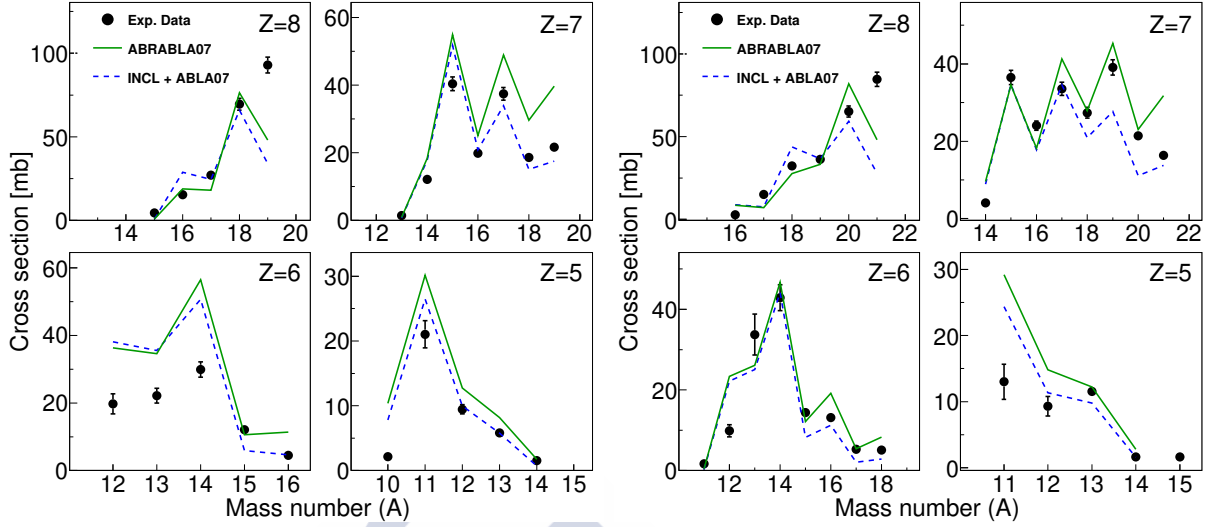 Cross section [mb]
Exp. Data
ABRABLA07
INCL + ABLA07
Z=8
100
50
0
14 16 18 20
Z=7
60
40
20
0
12 14 16 18 20
Z=6
60
40
20
0
12 13 14 15 16
Z=5
30
20
10
0
10 11 12 13 14 15
Mass number (A)
Cross section [mb]
Exp. Data
ABRABLA07
INCL + ABLA07
Z=8
100
50
0
14 16 18 20 22
Z=7
40
20
0
14 16 18 20 22
Z=6
40
20
0
12 14 16 18
Z=5
30
20
10
0
11 12 13 14 15
Mass number (A)